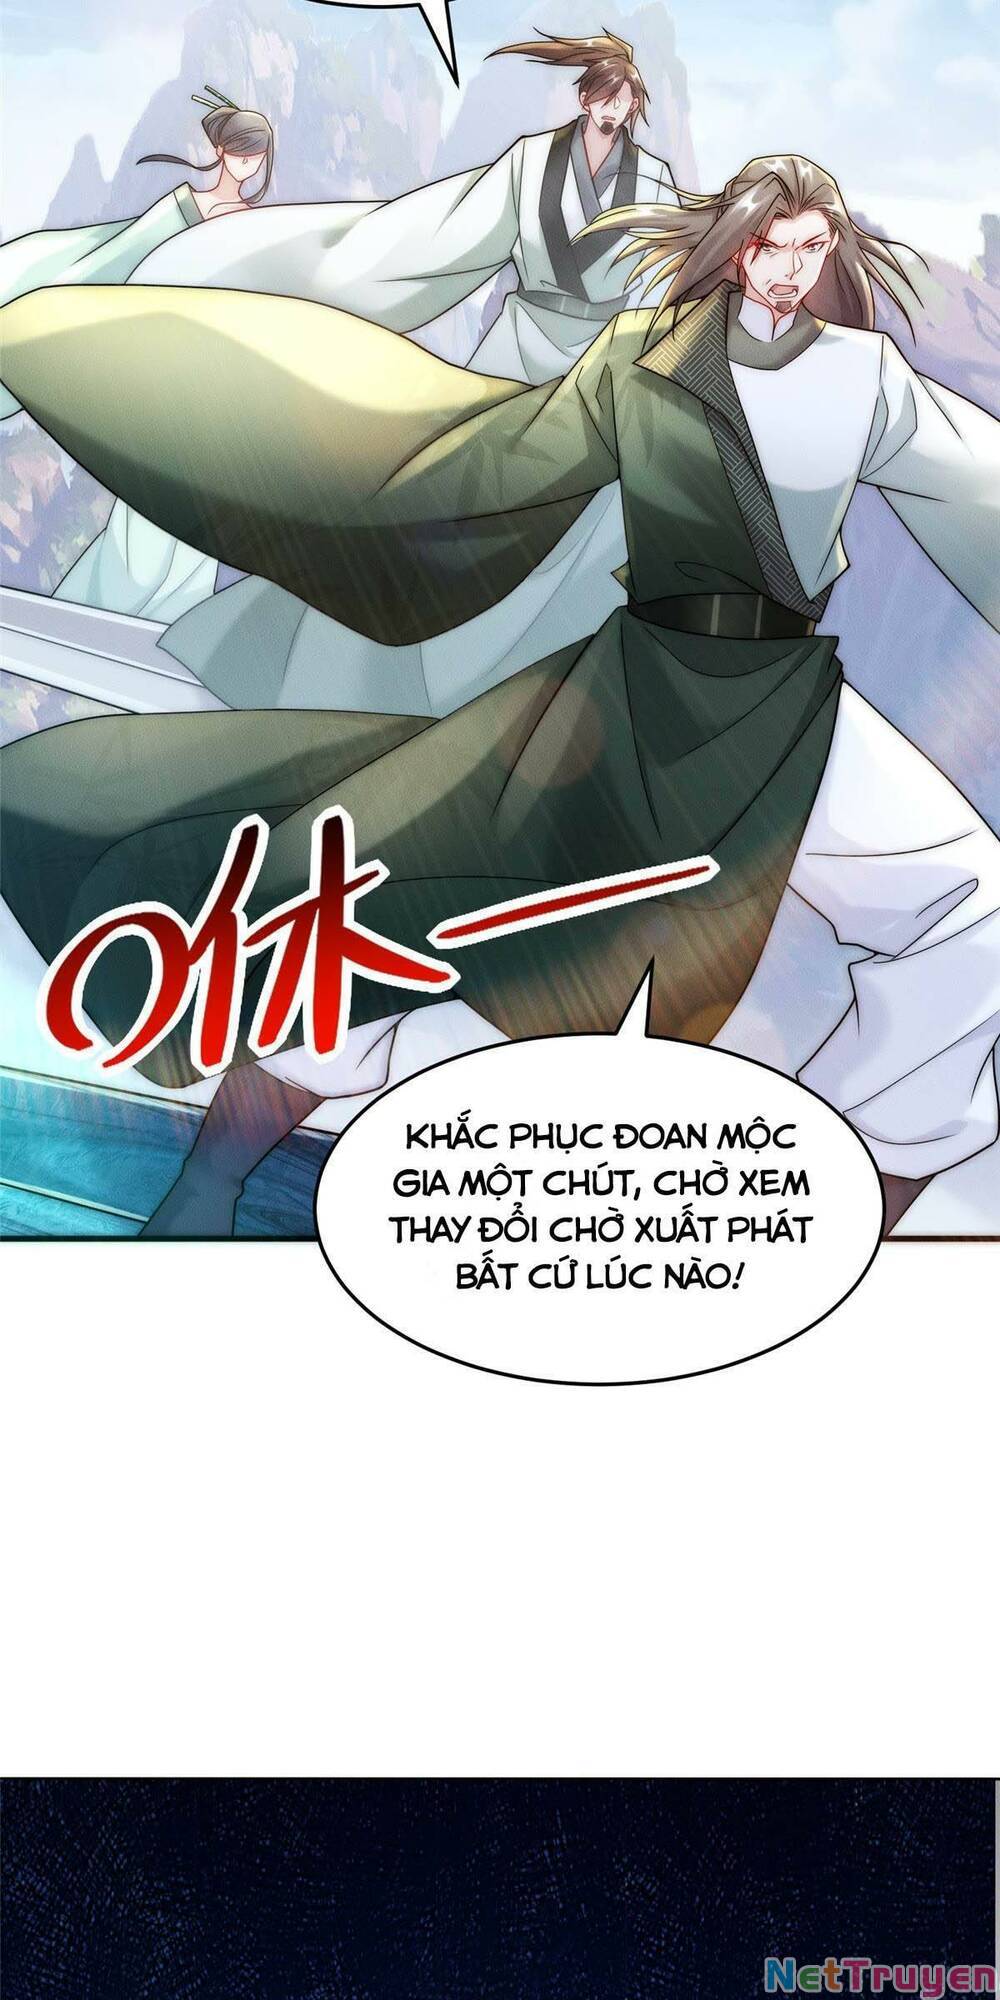 咻一
KHẮC PHỤC ĐOAN MỘC
GIA MỘT CHÚT, CHỜ XEM
THAY ĐỔI CHỜ XUẤT PHÁT
BẤT CỨ LÚC NÀO!
NetTruyen